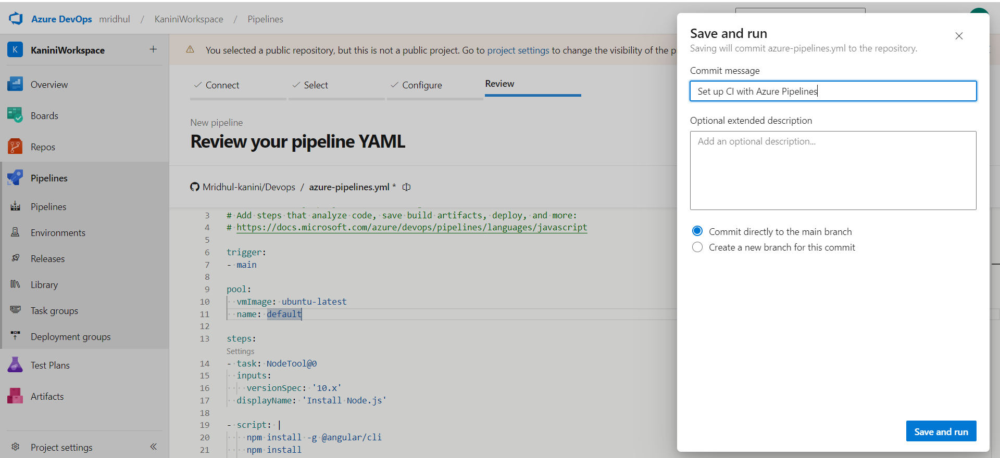 Azure DevOps mridhul / KaniniWorkspace / Pipelines
K KaniniWorkspace +
Overview
Boards
Repos
Pipelines
Pipelines
Environments
Releases
Library
Task groups
Deployment groups
Test Plans
Artifacts
Project settings
You selected a public repository, but this is not a public project. Go to project settings to change the visibility of the p
Connect
Select
Configure
Review
New pipeline
Review your pipeline YAML
Mridhul-kanini/Devops / azure-pipelines.yml *
3 # Add steps that analyze code, save build artifacts, deploy, and more:
4 # https://docs.microsoft.com/azure/devops/pipelines/languages/javascript
5
6 trigger:
7 - main
8
9 pool:
10 vmImage: ubuntu-latest
11 name: default
12
13 steps:
Settings
14 - task: NodeTool@0
15 inputs:
16 versionSpec: '10.x'
17 displayName: 'Install Node.js'
18
19 - script: |
20 npm install -g @angular/cli
21 npm install
Save and run
Saving will commit azure-pipelines.yml to the repository.
Commit message
Set up CI with Azure Pipelines
Optional extended description
Add an optional description...
Commit directly to the main branch
Create a new branch for this commit
Save and run